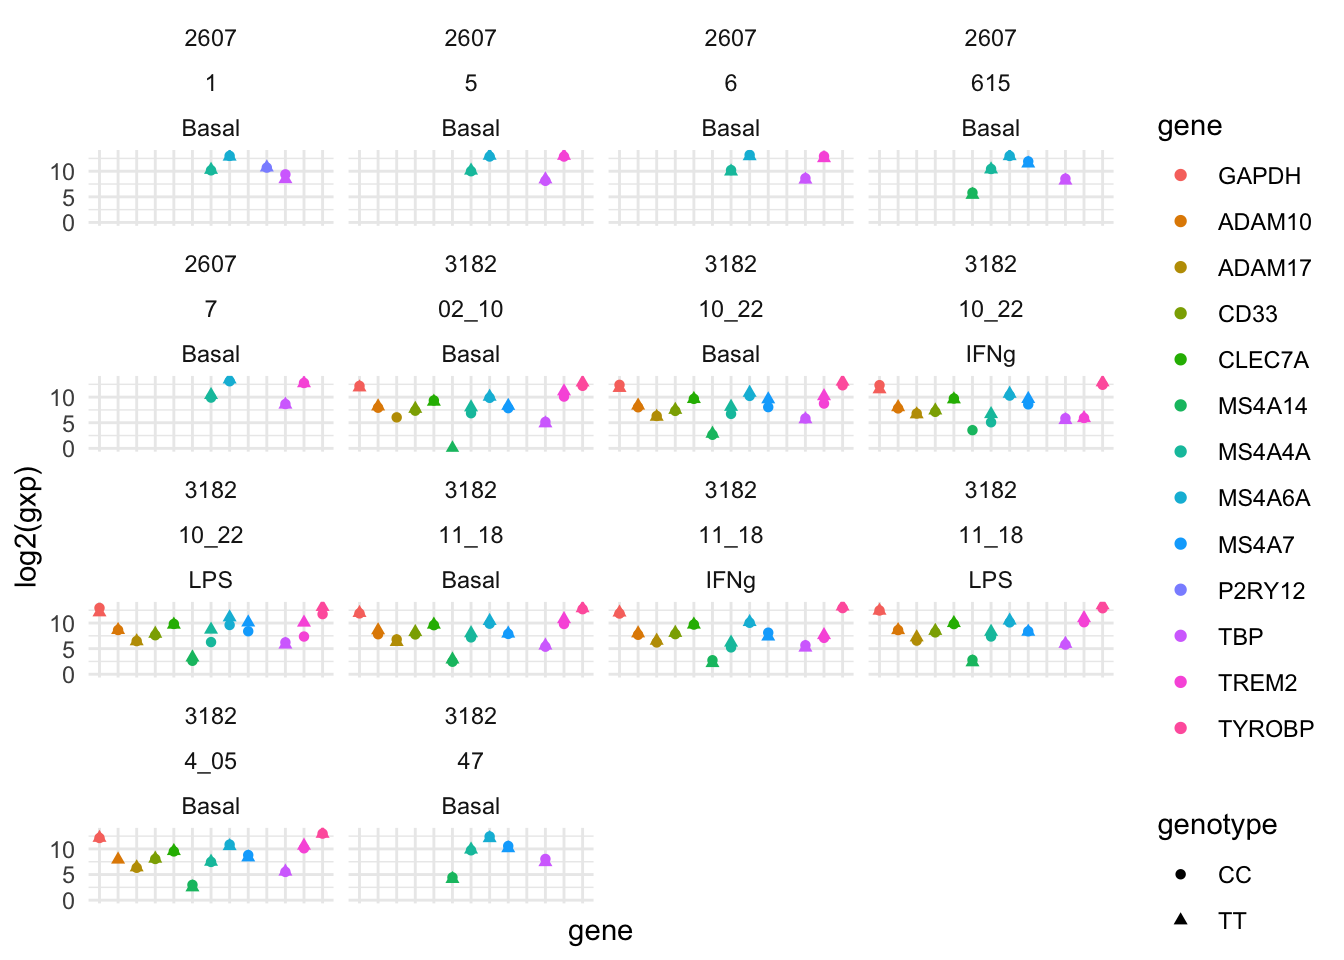 2607 2607 2607 2607
1 5 6 615
Basal Basal Basal Basal
10
5
0
2607 3182 3182 3182
7 02_10 10_22 10_22
Basal Basal Basal IFNg
10
5
0
3182 3182 3182 3182
10_22 11_18 11_18 11_18
LPS Basal IFNg LPS
10
5
0
3182 3182
4_05 47
Basal Basal
10
5
0
log2(gxp)
gene
gene
GAPDH
ADAM10
ADAM17
CD33
CLEC7A
MS4A14
MS4A4A
MS4A6A
MS4A7
P2RY12
TBP
TREM2
TYROBP
genotype
CC
TT